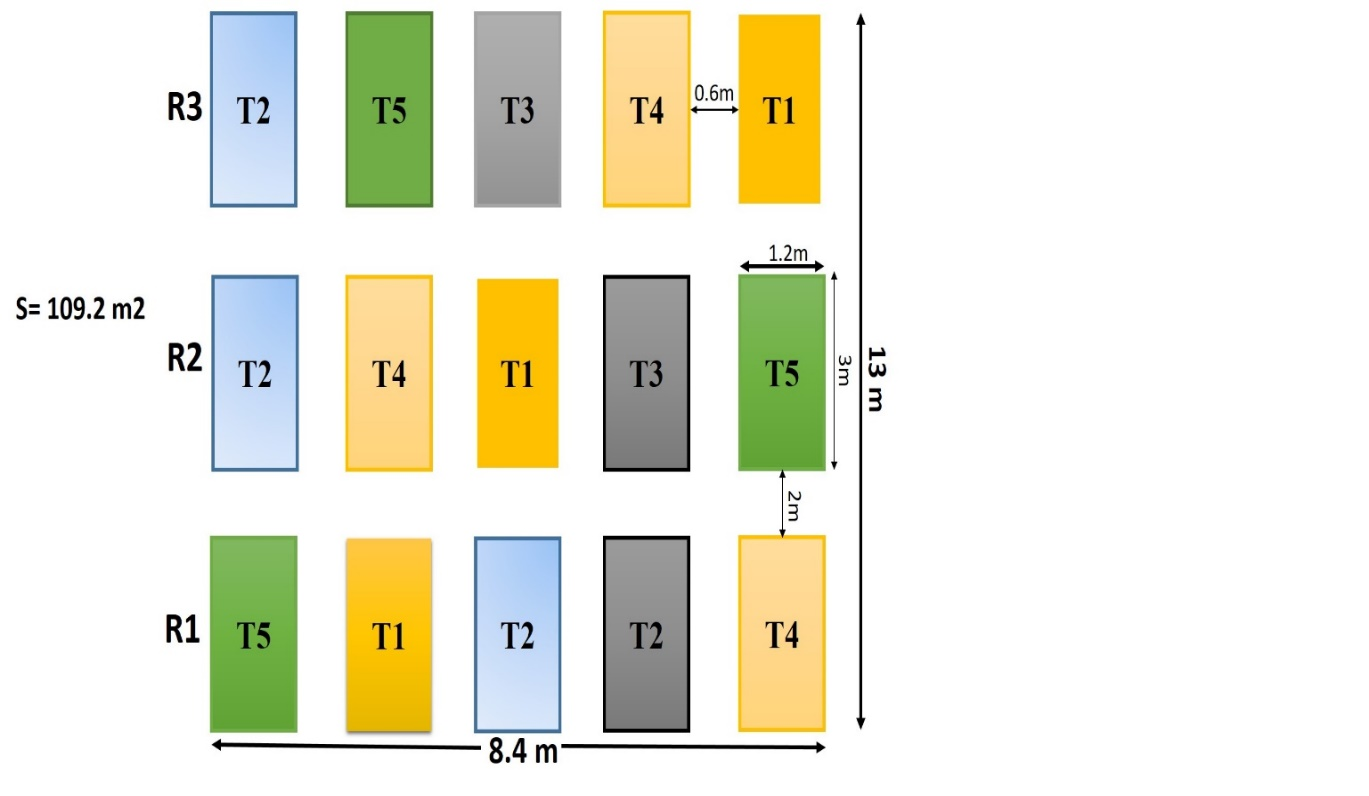 R3 T2 T5 T3 T4 0.6m T1
1.2m
S= 109.2 m2
R2 T2 T4 T1 T3 T5 3m 13 m
2m
R1 T5 T1 T2 T2 T4
8.4 m